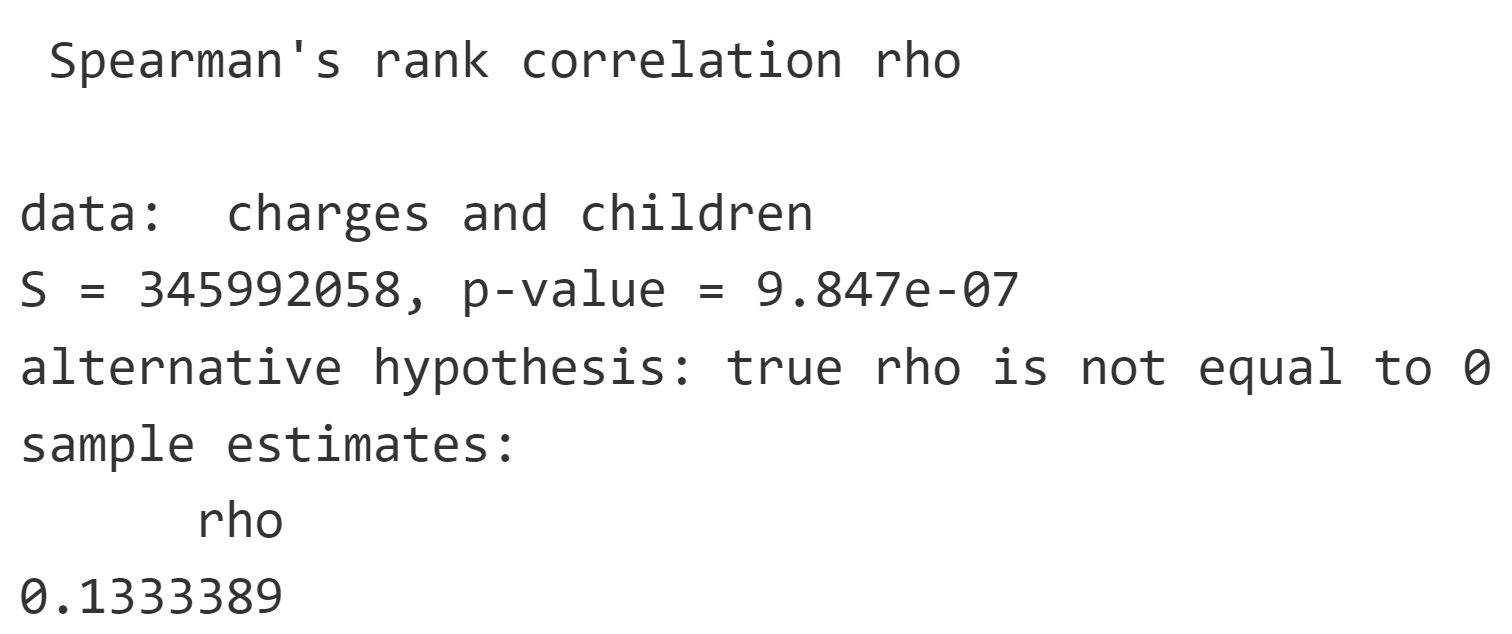 Spearman's rank correlation rho
data:  charges and children
S = 345992058, p-value = 9.847e-07
alternative hypothesis: true rho is not equal to 0
sample estimates:
rho
0.1333389